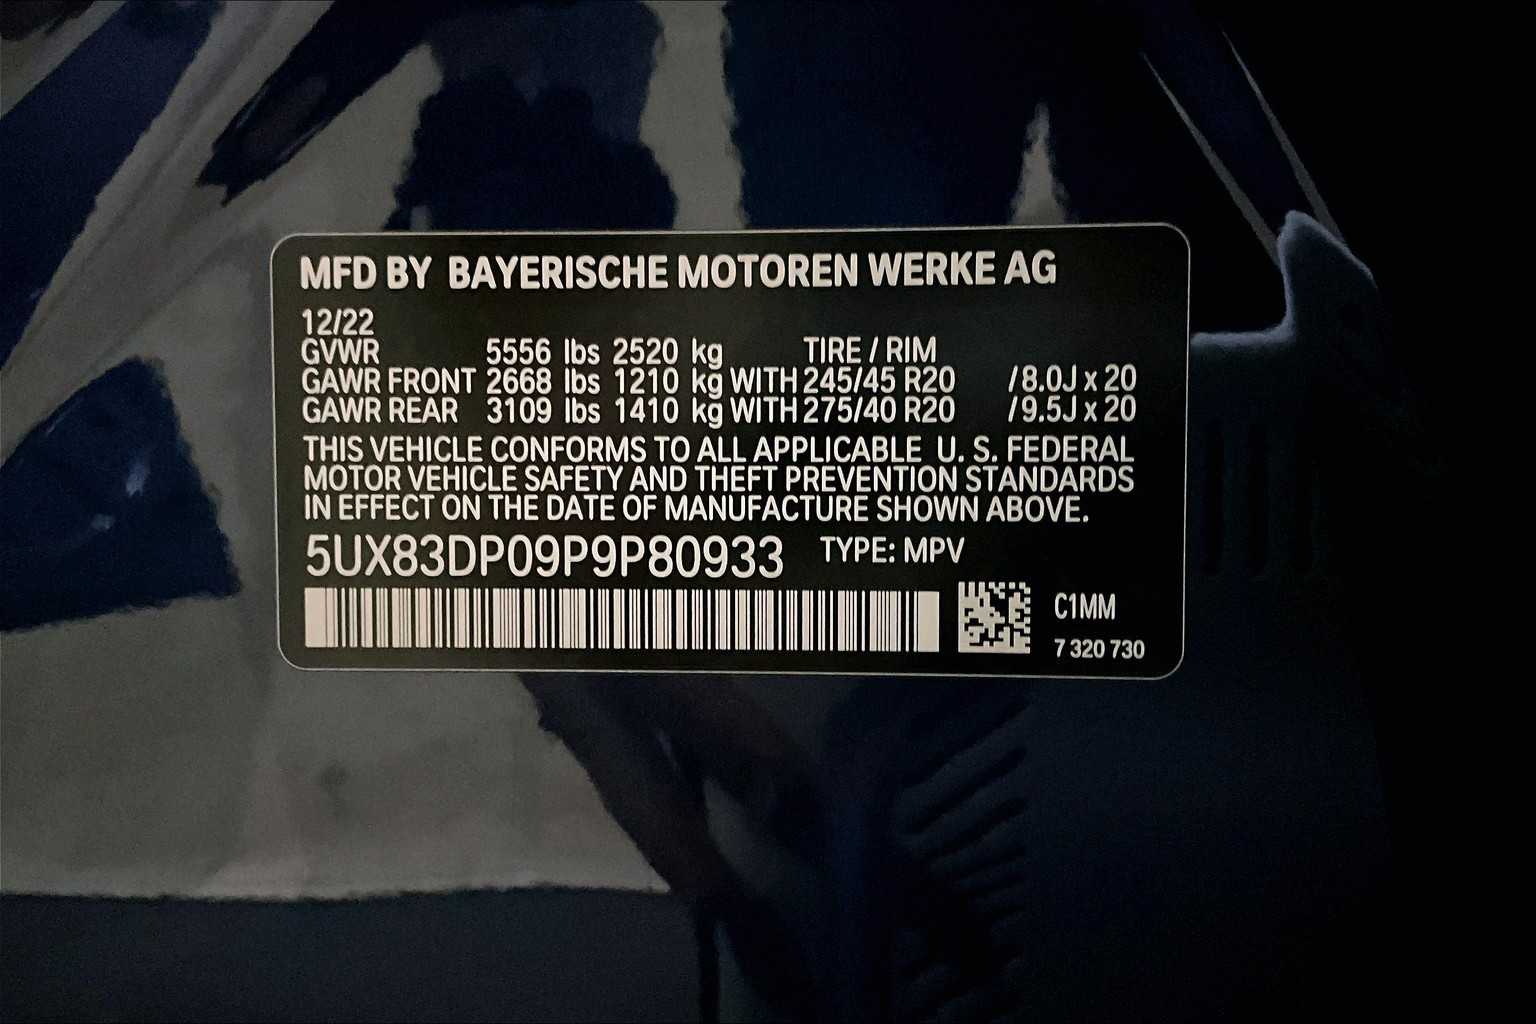 MFD BY BAYERISCHE MOTOREN WERKE AG
12/22
GVWR 5556 lbs 2520 kg TIRE / RIM
GAWR FRONT 2668 lbs 1210 kg WITH 245/45 R20 /8.0J x 20
GAWR REAR 3109 lbs 1410 kg WITH 275/40 R20 /9.5J x 20
THIS VEHICLE CONFORMS TO ALL APPLICABLE U. S. FEDERAL
MOTOR VEHICLE SAFETY AND THEFT PREVENTION STANDARDS
IN EFFECT ON THE DATE OF MANUFACTURE SHOWN ABOVE.
5UX83DP09P9P80933 TYPE: MPV
C1MM
7 320 730